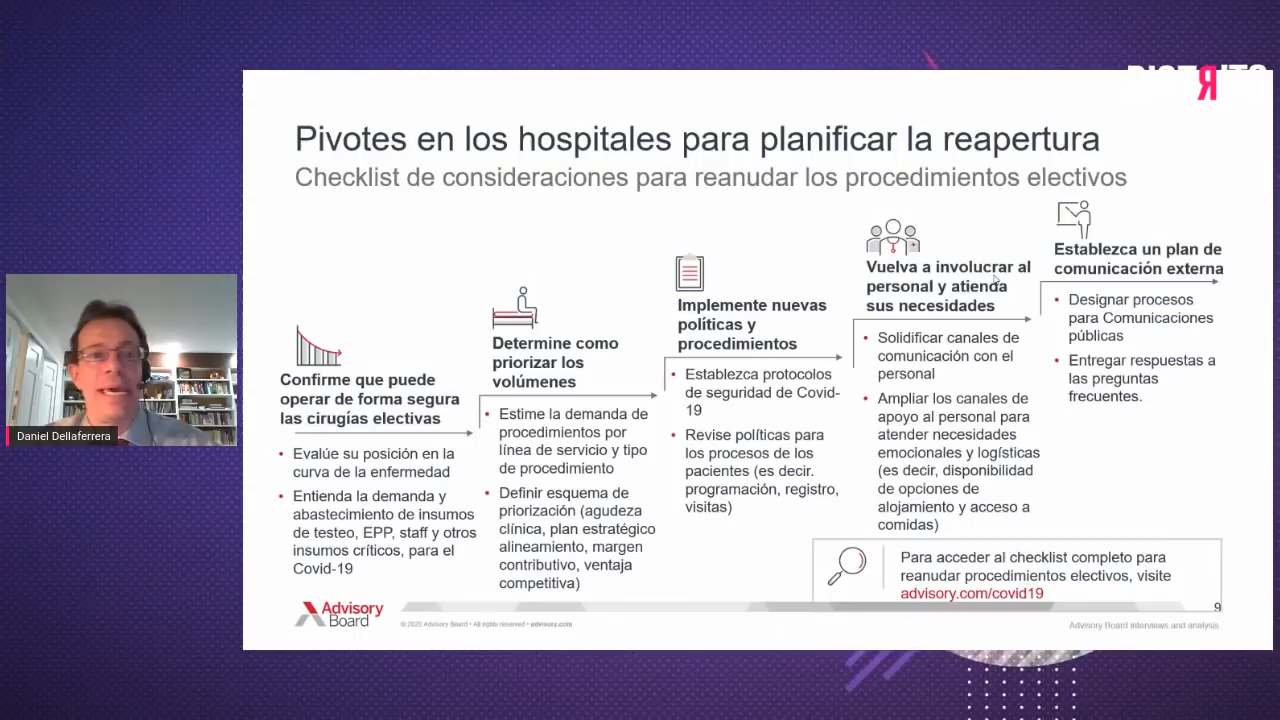 Pivotes en los hospitales para planificar la reapertura
Checklist de consideraciones para reanudar los procedimientos electivos
Confirme que puede
operar de forma segura
las cirugías electivas
• Evalúe su posición en la
curva de la enfermedad
• Entienda la demanda y
abastecimiento de insumos
de testeo, EPP, staff y otros
insumos críticos, para el
Covid-19
Determine como
priorizar los
volúmenes
• Estime la demanda de
procedimientos por
línea de servicio y tipo
de procedimiento
• Definir esquema de
priorización (agudeza
clínica, plan estratégico
alineamiento, margen
contributivo, ventaja
competitiva)
Implemente nuevas
políticas y
procedimientos
• Establezca protocolos
de seguridad de Covid-
19
• Revise políticas para
los procesos de los
pacientes (es decir.
programación, registro,
visitas)
Vuelva a involucrar al
personal y atienda
sus necesidades
• Solidificar canales de
comunicación con el
personal
• Ampliar los canales de
apoyo al personal para
atender necesidades
emocionales y logísticas
(es decir, disponibilidad
de opciones de
alojamiento y acceso a
comidas)
Establezca un plan de
comunicación externa
• Designar procesos
para Comunicaciones
públicas
• Entregar respuestas a
las preguntas
frecuentes.
Para acceder al checklist completo para
reanudar procedimientos electivos, visite
advisory.com/covid19
9
Advisory
Board
© 2020 Advisory Board • All rights reserved • advisory.com
Advisory Board interviews and analysis.
Daniel Dellaferrera